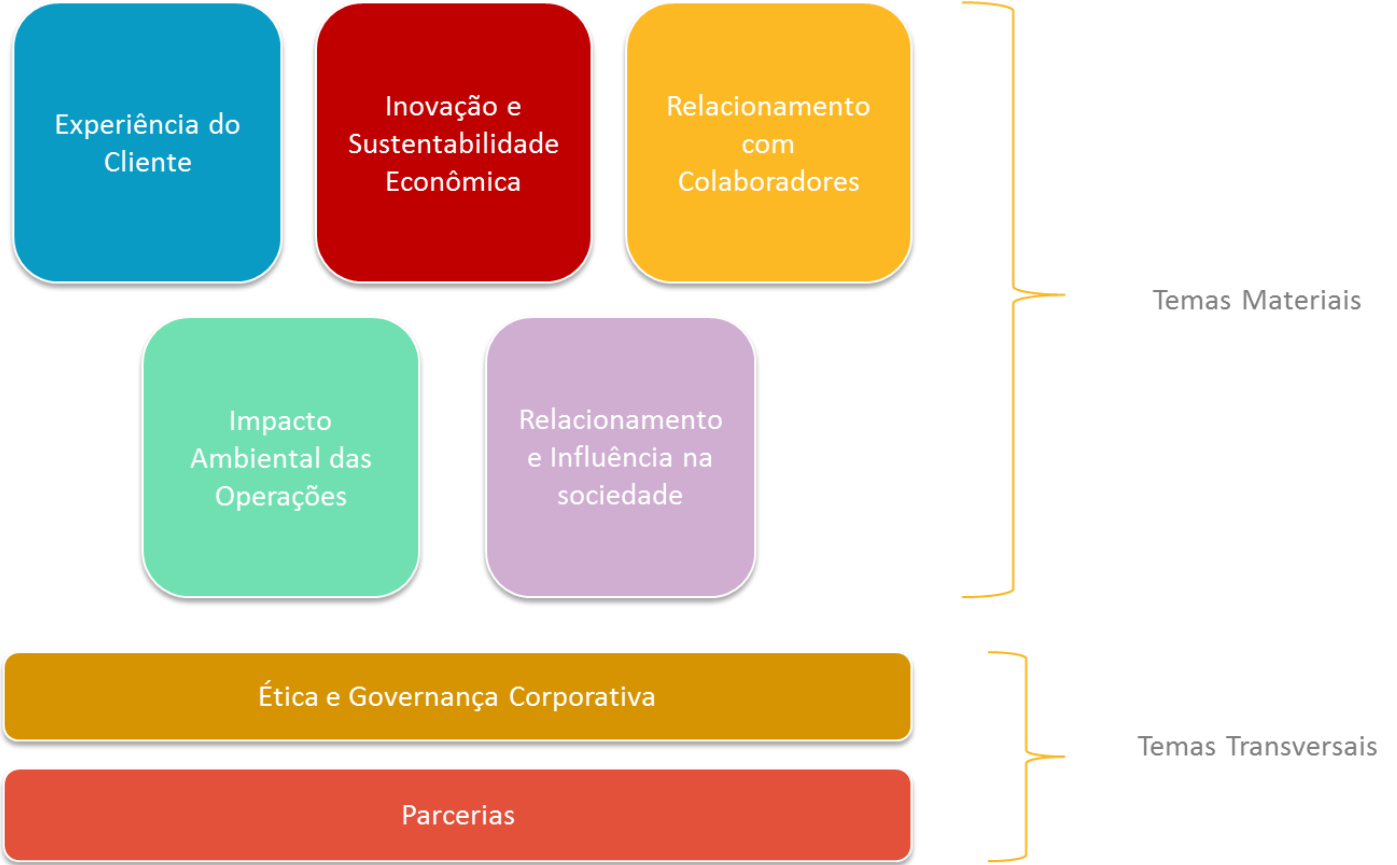 Experiência do
Cliente
Inovação e
Sustentabilidade
Econômica
Relacionamento
com
Colaboradores
Impacto
Ambiental das
Operações
Relacionamento
e Influência na
sociedade
Temas Materiais
Ética e Governança Corporativa
Parcerias
Temas Transversais